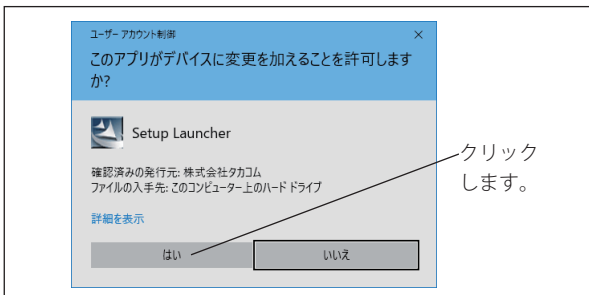 ユーザー アカウント制御
このアプリがデバイスに変更を加えることを許可します
か?
Setup Launcher
確認済みの発行元: 株式会社タカコム
ファイルの入手先: このコンピューター上のハード ドライブ
詳細を表示
はい
いいえ
クリック
します。